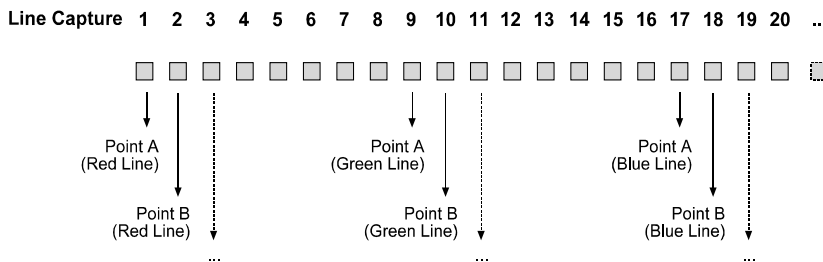 Line Capture 1 2 3 4 5 6 7 8 9 10 11 12 13 14 15 16 17 18 19 20 ..
Point A
(Red Line)
Point A
(Green Line)
Point A
(Blue Line)
Point B
(Red Line)
Point B
(Green Line)
Point B
(Blue Line)
... ... ...